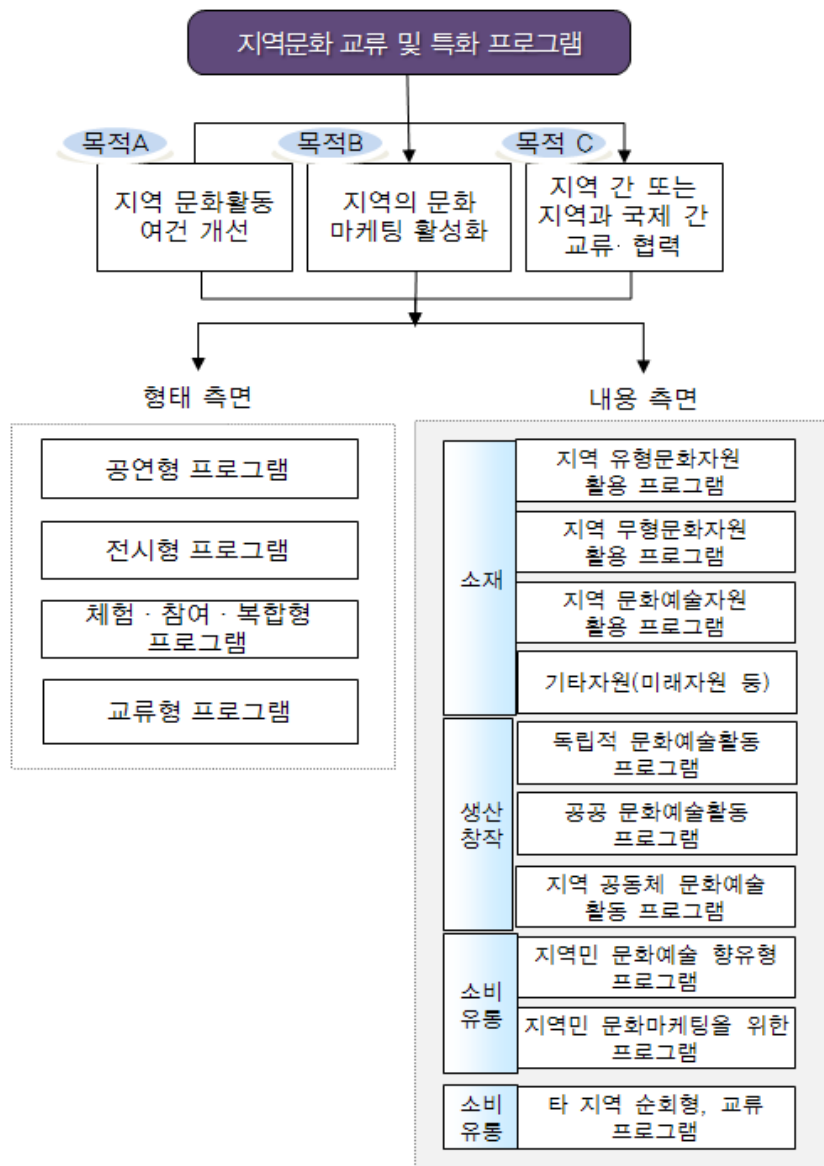 지역문화 교류 및 특화 프로그램
목적A
목적B
목적 C
지역 문화활동
여건 개선
지역의 문화
마케팅 활성화
지역 간 또는
지역과 국제 간
교류· 협력
형태 측면
공연형 프로그램
전시형 프로그램
체험 · 참여 · 복합형
프로그램
교류형 프로그램
내용 측면
소재
지역 유형문화자원
활용 프로그램
지역 무형문화자원
활용 프로그램
지역 문화예술자원
활용 프로그램
기타자원(미래자원 등)
생산
창작
독립적 문화예술활동
프로그램
공공 문화예술활동
프로그램
지역 공동체 문화예술
활동 프로그램
소비
유통
지역민 문화예술 향유형
프로그램
지역민 문화마케팅올 위한
프로그램
소비
유통
타 지역 순회형, 교류
프로그램